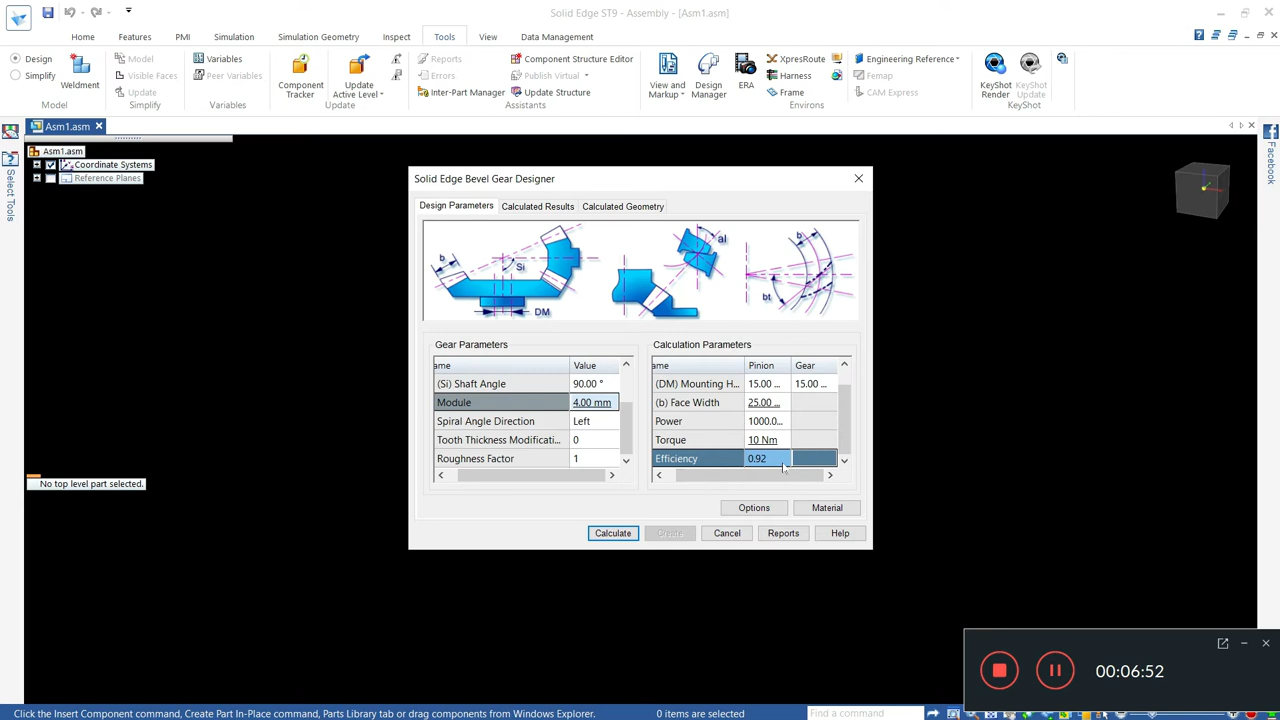 Solid Edge ST9 - Assembly - [Asm1.asm]
Home Features PMI Simulation Simulation Geometry Inspect Tools View Data Management
Design
Simplify
Model
Weldment
Model
Visible Faces
Update
Simplify
Variables
Peer Variables
Variables
Component Tracker
Update Active Level
Update
Reports
Errors
Inter-Part Manager
Component Structure Editor
Publish Virtual
Update Structure
Assistants
View and Markup
Design Manager
ERA
XpresRoute
Harness
Frame
Environs
Engineering Reference
Femap
CAM Express
KeyShot Render
KeyShot Update
KeyShot
Asm1.asm
Asm1.asm
Coordinate Systems
Reference Planes
Select Tools
Facebook
No top level part selected.
Solid Edge Bevel Gear Designer
Design Parameters Calculated Results Calculated Geometry
b
Si
DM
al
b
bt
Gear Parameters
ame Value
(Si) Shaft Angle 90.00 °
Module 4.00 mm
Spiral Angle Direction Left
Tooth Thickness Modificati... 0
Roughness Factor 1
Calculation Parameters
ame Pinion Gear
(DM) Mounting H... 15.00 ... 15.00 ...
(b) Face Width 25.00 ...
Power 1000.0...
Torque 10 Nm
Efficiency 0.92
Options Material
Calculate Create Cancel Reports Help
00:06:52
Click the Insert Component command, Create Part In-Place command, Parts Library tab or drag components from Windows Explorer.
0 items are selected
Find a command